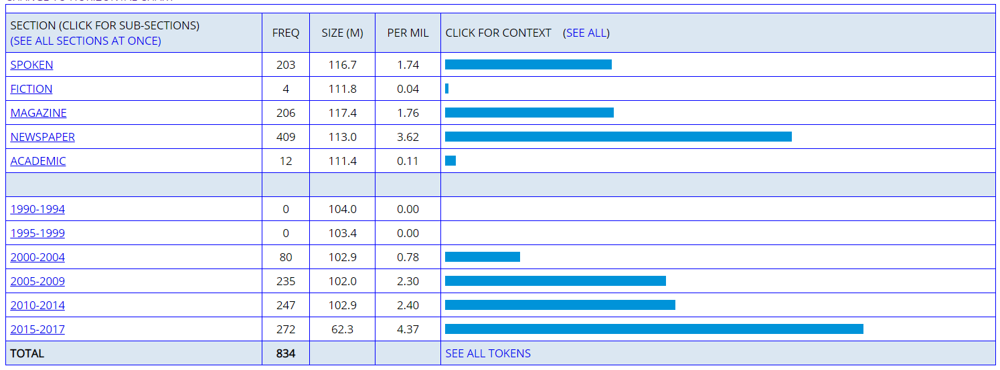 CHANGE TO HORIZONTAL CHART
SECTION (CLICK FOR SUB-SECTIONS)
(SEE ALL SECTIONS AT ONCE)
FREQ SIZE (M) PER MIL CLICK FOR CONTEXT (SEE ALL)
SPOKEN 203 116.7 1.74
FICTION 4 111.8 0.04
MAGAZINE 206 117.4 1.76
NEWSPAPER 409 113.0 3.62
ACADEMIC 12 111.4 0.11
1990-1994 0 104.0 0.00
1995-1999 0 103.4 0.00
2000-2004 80 102.9 0.78
2005-2009 235 102.0 2.30
2010-2014 247 102.9 2.40
2015-2017 272 62.3 4.37
TOTAL 834 SEE ALL TOKENS